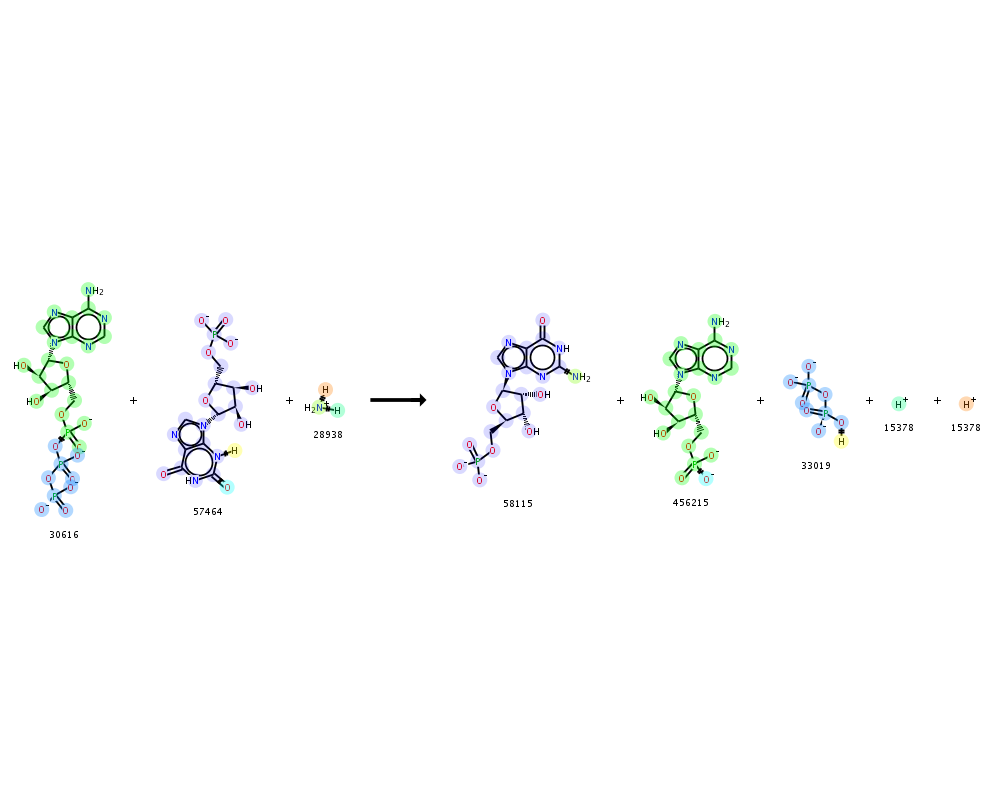 30616 + 57464 + 28938 → 58115 + 456215 + 33019 + 15378 + 15378
NH₂ N N N N O HO HO O P O⁻ O O⁻ P O O P O⁻ O⁻ O
O⁻ O P O⁻ O OH O OH N N N H O HN O
H H₂N⁺ H
O N NH N N NH₂ O OH OH O O P O⁻ O⁻
NH₂ N N N N HO O HO O P O⁻ O O⁻
O⁻ O⁻ P O O O P O O⁻ H
H⁺
H⁺